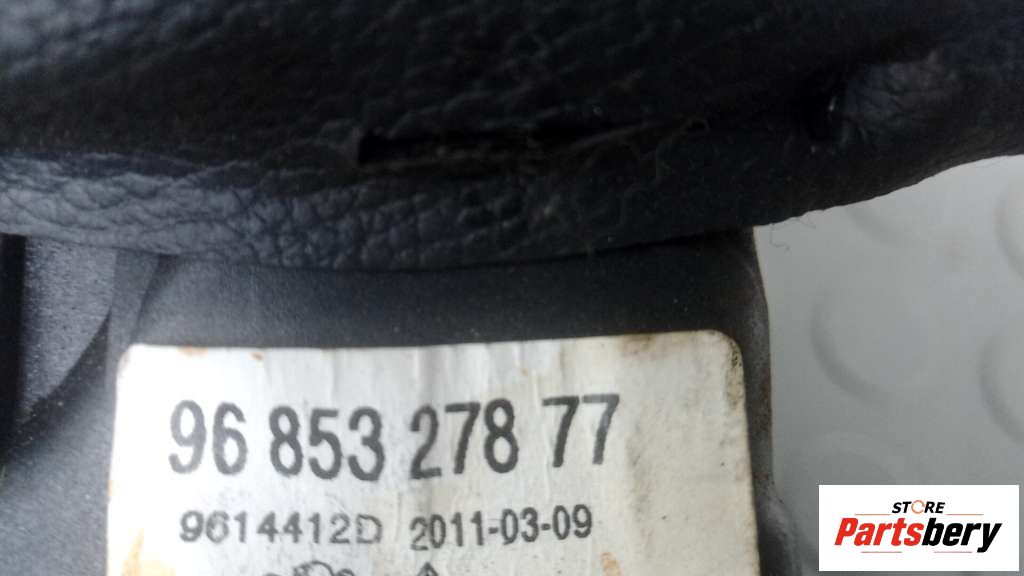 96 853 278 77
9614412D 2011-03-09
STORE
Partsbery